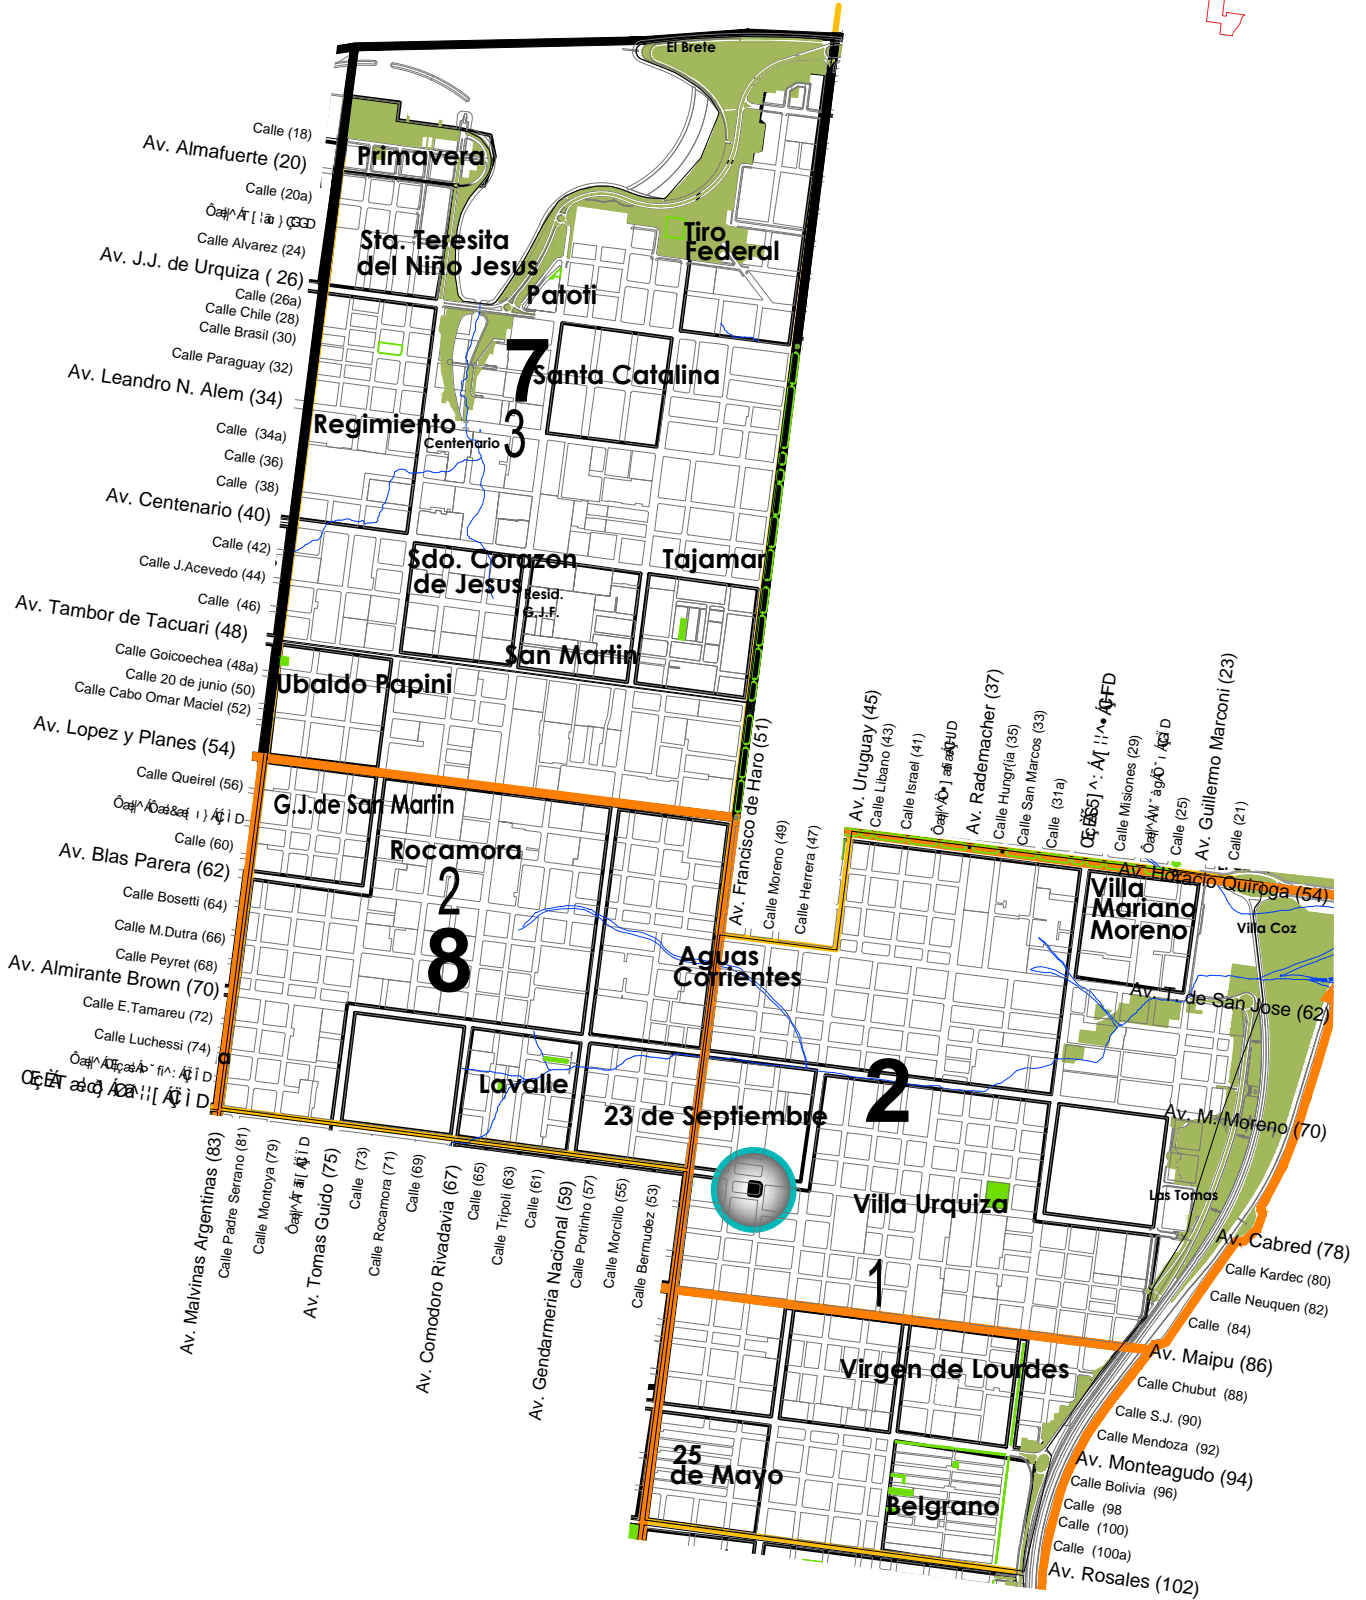 El Brete
Calle (18)
Av. Almafuerte (20)
Primavera
Calle (20a)
Calle Alvarez (24)
Av. J.J. de Urquiza ( 26)
Sta. Teresita
del Niño Jesus
Tiro
Federal
Patoti
Calle (26a)
Calle Chile (28)
Calle Brasil (30)
Calle Paraguay (32)
Av. Leandro N. Alem (34)
7
Santa Catalina
3
Regimiento
Centenario
Calle (34a)
Calle (36)
Calle (38)
Av. Centenario (40)
Calle (42)
Calle J.Acevedo (44)
Calle (46)
Av. Tambor de Tacuari (48)
Sdo. Corazon
de Jesus
Resid.
G.J.F.
Tajamar
San Martin
Calle Goicoechea (48a)
Calle 20 de junio (50)
Calle Cabo Omar Maciel (52)
Av. Lopez y Planes (54)
Ubaldo Papini
Calle Queirel (56)
Calle (60)
Av. Blas Parera (62)
Calle Bosetti (64)
Calle M.Dutra (66)
Calle Peyret (68)
Av. Almirante Brown (70)
Calle E.Tamareu (72)
Calle Luchessi (74)
G.J.de San Martin
Rocamora
2
8
Aguas
Corrientes
Lavalle
23 de Septiembre
Av. Francisco de Haro (51)
Calle Moreno (49)
Calle Herrera (47)
Av. Uruguay (45)
Calle Libano (43)
Calle Israel (41)
Av. Rademacher (37)
Calle Hungr(ia (35)
Calle San Marcos (33)
Calle (31a)
Calle Misiones (29)
Calle (25)
Av. Guillermo Marconi (23)
Calle (21)
Av. Horacio Quiroga (54)
Villa
Mariano
Moreno
Villa Coz
Av. T. de San Jose (62)
2
Av. M. Moreno (70)
Las Tomas
Villa Urquiza
1
Av. Cabred (78)
Calle Kardec (80)
Calle Neuquen (82)
Calle (84)
Av. Maipu (86)
Calle Chubut (88)
Calle S.J. (90)
Calle Mendoza (92)
Av. Monteagudo (94)
Calle Bolivia (96)
Calle (98
Calle (100)
Calle (100a)
Av. Rosales (102)
Virgen de Lourdes
25
de Mayo
Belgrano
Av. Malvinas Argentinas (83)
Calle Padre Serrano (81)
Calle Montoya (79)
Av. Tomas Guido (75)
Calle (73)
Calle Rocamora (71)
Calle (69)
Av. Comodoro Rivadavia (67)
Calle (65)
Calle Tripoli (63)
Calle (61)
Av. Gendarmeria Nacional (59)
Calle Portinho (57)
Calle Morcillo (55)
Calle Bermudez (53)